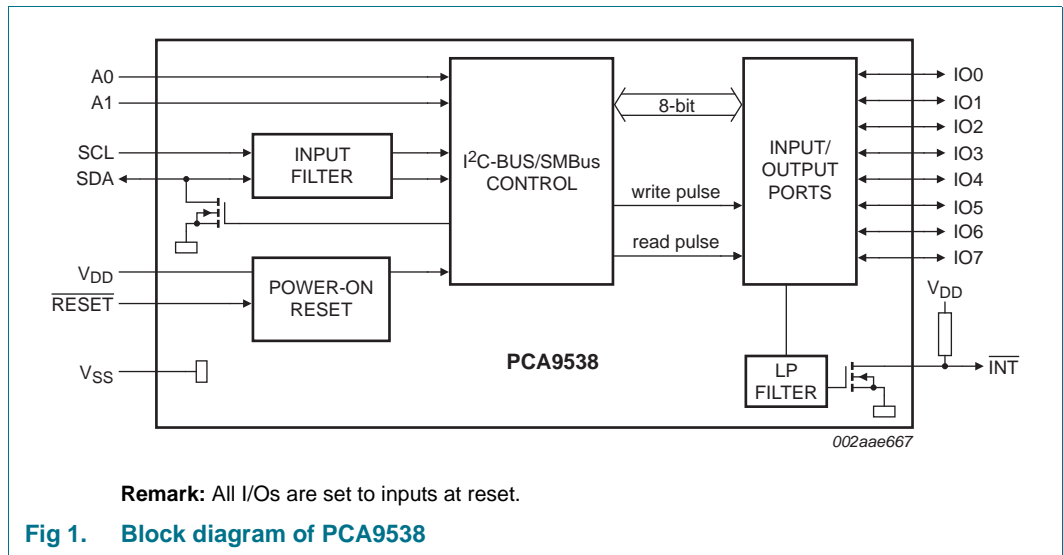 A0
A1
SCL
SDA
VDD
RESET
VSS
INPUT
FILTER
POWER-ON
RESET
I2C-BUS/SMBus
CONTROL
8-bit
write pulse
read pulse
INPUT/
OUTPUT
PORTS
IO0
IO1
IO2
IO3
IO4
IO5
IO6
IO7
VDD
INT
LP
FILTER
PCA9538
002aae667
Remark: All I/Os are set to inputs at reset.
Fig 1. Block diagram of PCA9538